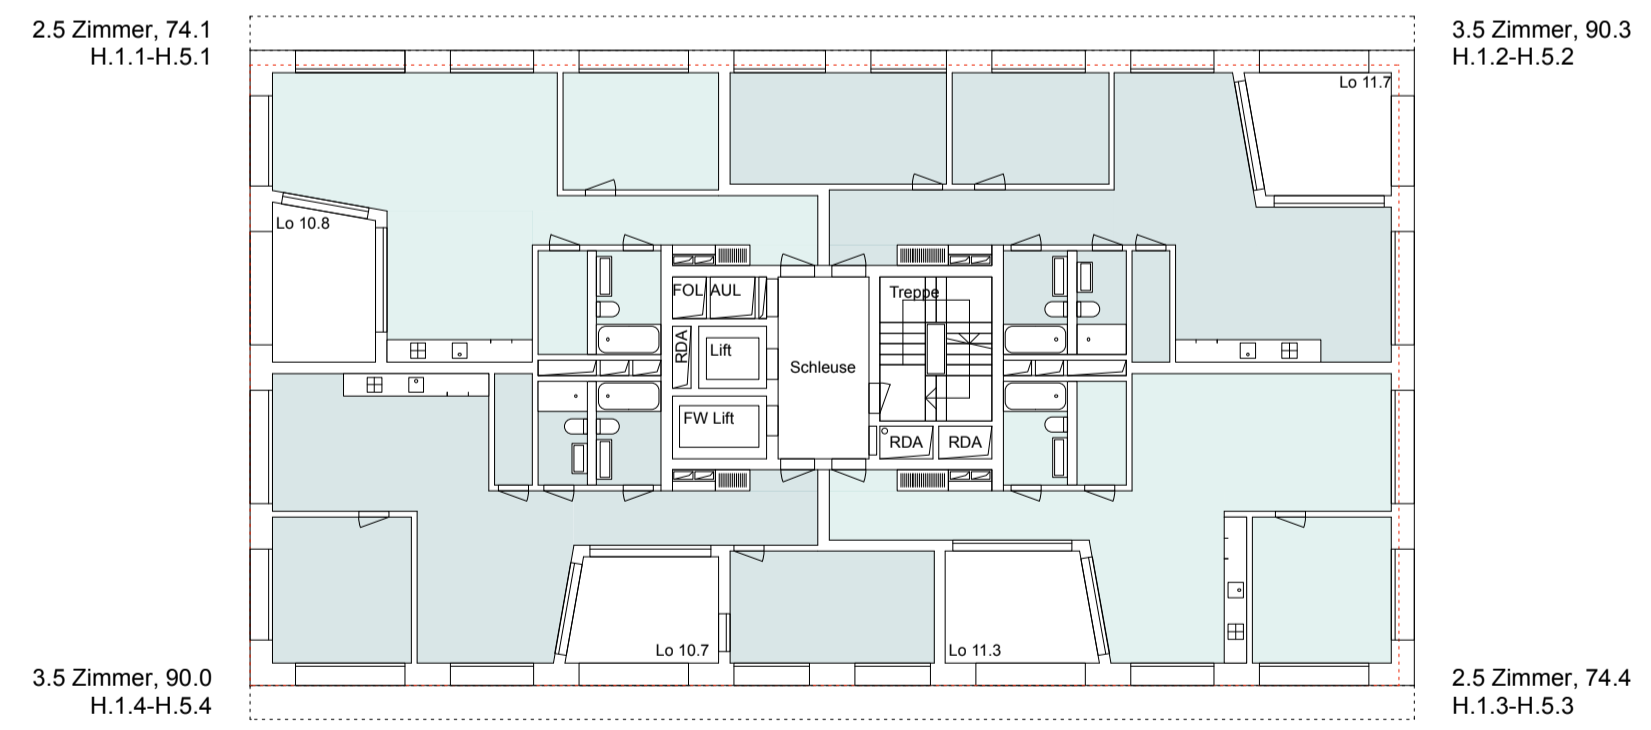 2.5 Zimmer, 74.1
H.1.1-H.5.1
3.5 Zimmer, 90.3
H.1.2-H.5.2
Lo 11.7
Lo 10.8
FOL
AUL
Treppe
RDA
Lift
Schleuse
FW Lift
RDA
RDA
Lo 10.7
Lo 11.3
3.5 Zimmer, 90.0
H.1.4-H.5.4
2.5 Zimmer, 74.4
H.1.3-H.5.3